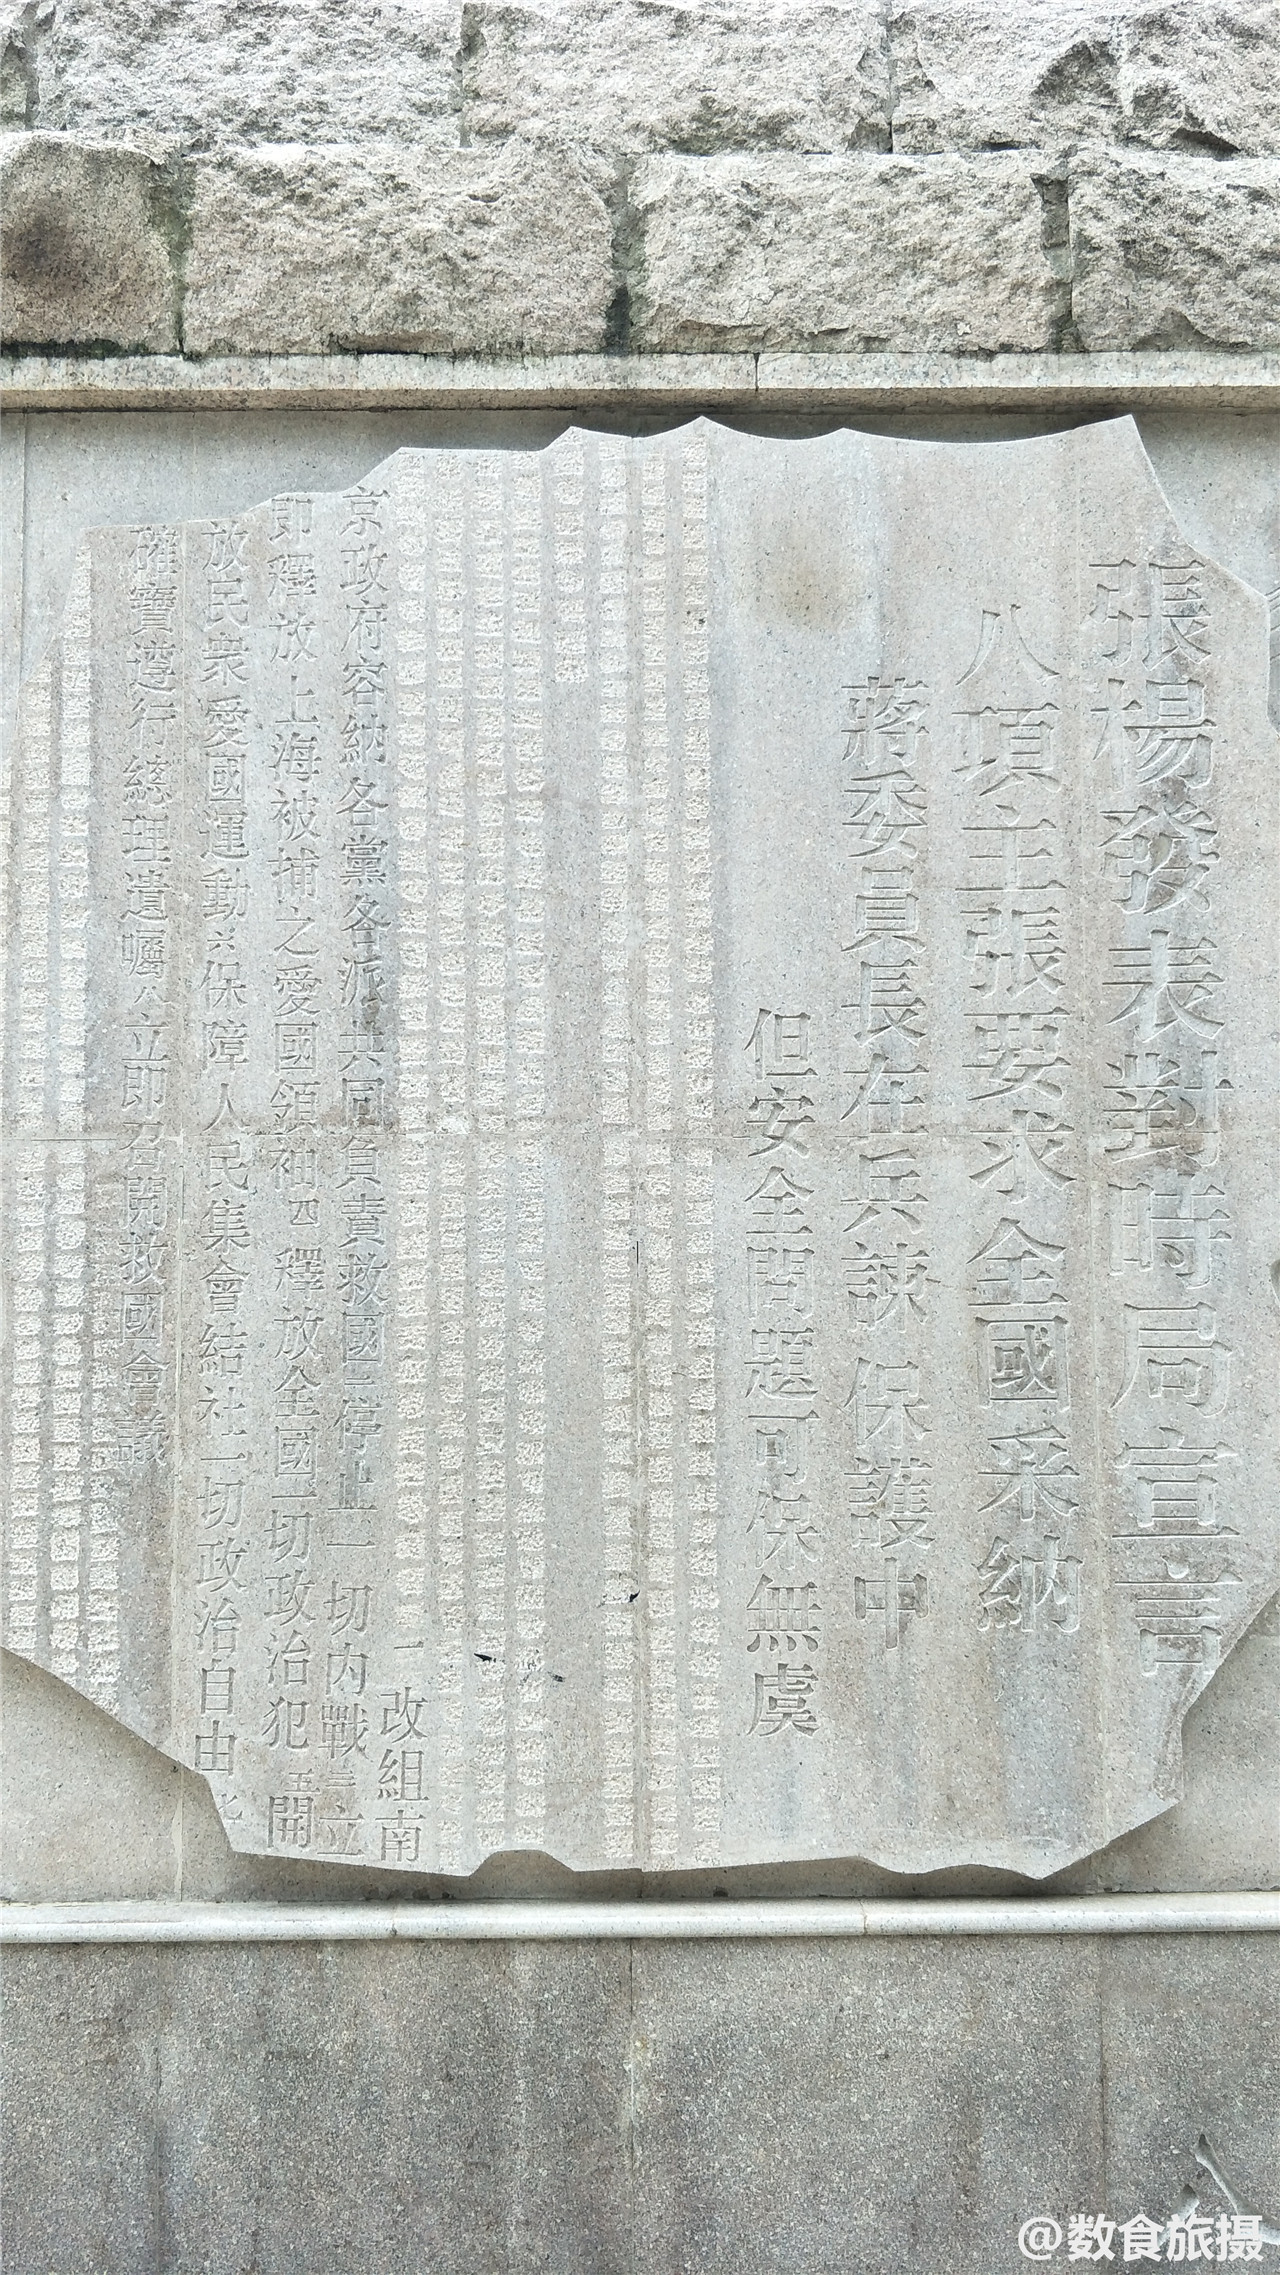 張楊發表對時局宣言
八項主張要求全國采納
蔣委員長在兵諫保護中
但安全問題可保無虞
一改組南
京政府容納各黨各派共同負責救國二停止一切内戰三立
即釋放上海被捕之愛國領袖四釋放全國一切政治犯五開
放民衆愛國運動六保障人民集會結社一切政治自由七
確實遵行總理遺囑八立即召開救國會議
@数食旅摄